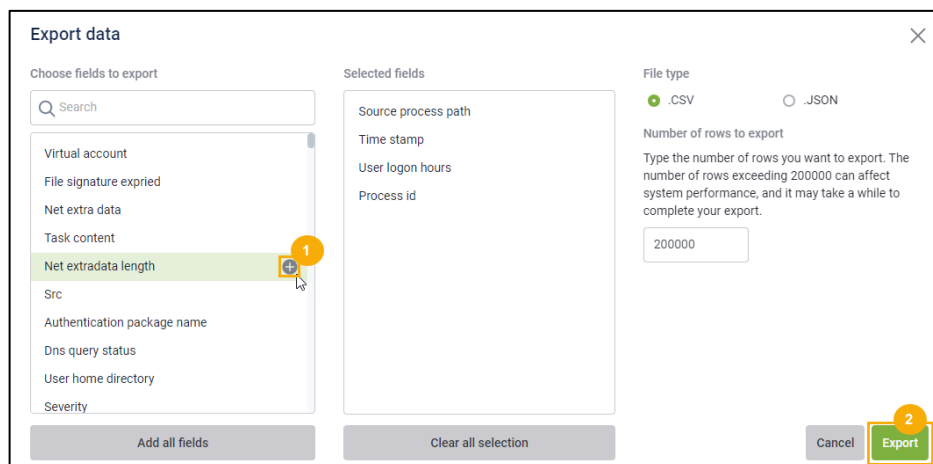 Export data
Choose fields to export
Search
Virtual account
File signature expried
Net extra data
Task content
Net extradata length
1
Src
Authentication package name
Dns query status
User home directory
Severity
Add all fields
Selected fields
Source process path
Time stamp
User logon hours
Process id
Clear all selection
File type
.CSV
.JSON
Number of rows to export
Type the number of rows you want to export. The
number of rows exceeding 200000 can affect
system performance, and it may take a while to
complete your export.
200000
2
Cancel
Export